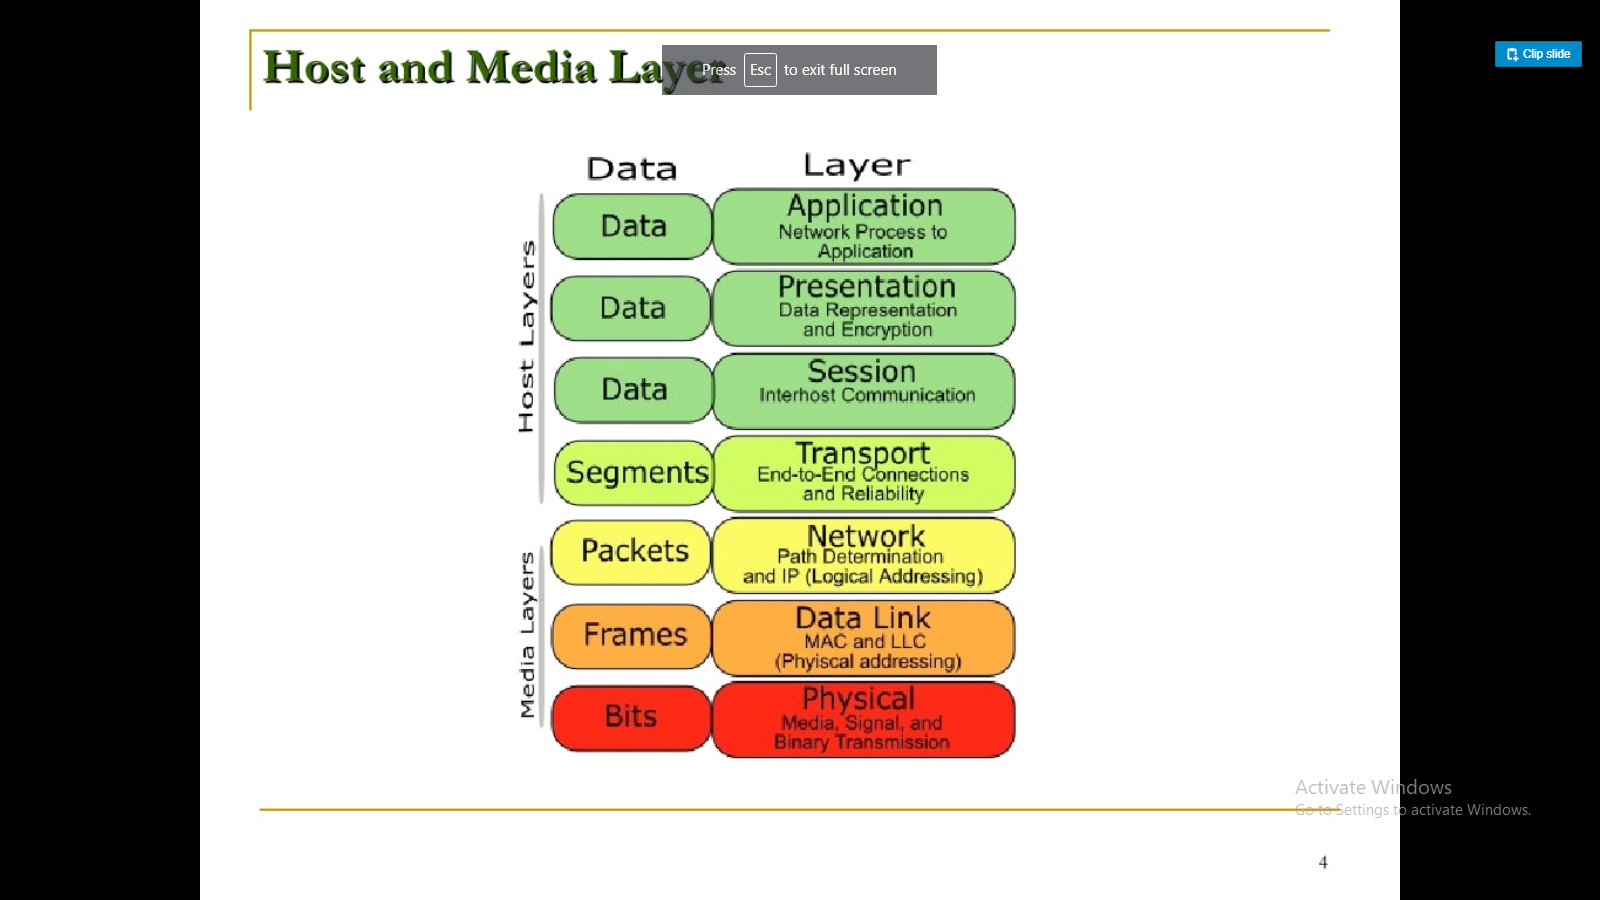 Host and Media Layer
Press Esc to exit full screen
Clip slide
Data
Layer
Host Layers
Data
Application
Network Process to
Application
Data
Presentation
Data Representation
and Encryption
Data
Session
Interhost Communication
Segments
Transport
End-to-End Connections
and Reliability
Media Layers
Packets
Network
Path Determination
and IP (Logical Addressing)
Frames
Data Link
MAC and LLC
(Phyiscal addressing)
Bits
Physical
Media, Signal, and
Binary Transmission
Activate Windows
Go to Settings to activate Windows.
4